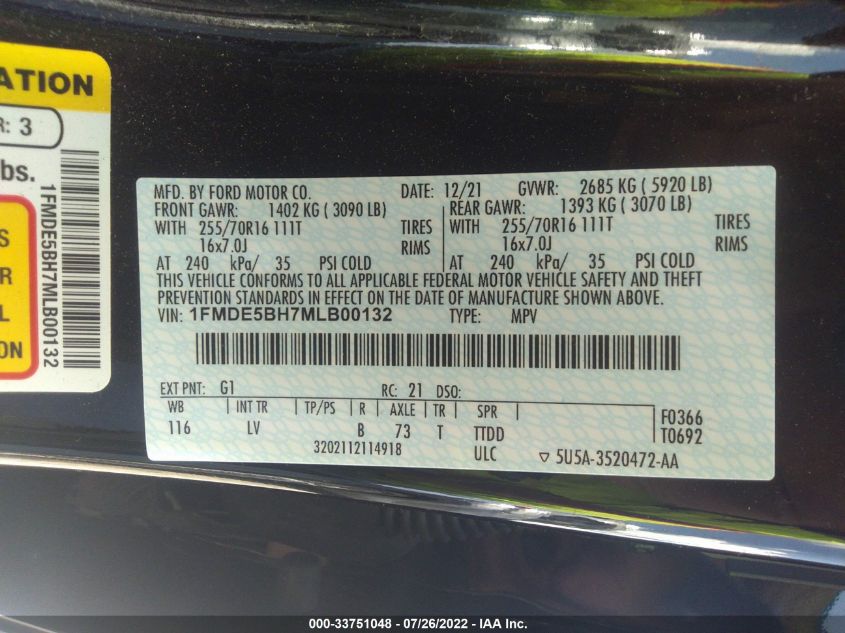 ATION
R: 3
lbs.
1FMDE5BH7MLB00132
S
R
L
ON
MFD. BY FORD MOTOR CO. DATE: 12/21 GVWR: 2685 KG ( 5920 LB)
FRONT GAWR: 1402 KG ( 3090 LB) REAR GAWR: 1393 KG ( 3070 LB)
WITH 255/70R16 111T TIRES WITH 255/70R16 111T TIRES
16x7.0J RIMS 16x7.0J RIMS
AT 240 kPa/ 35 PSI COLD AT 240 kPa/ 35 PSI COLD
THIS VEHICLE CONFORMS TO ALL APPLICABLE FEDERAL MOTOR VEHICLE SAFETY AND THEFT
PREVENTION STANDARDS IN EFFECT ON THE DATE OF MANUFACTURE SHOWN ABOVE.
VIN: 1FMDE5BH7MLB00132 TYPE: MPV
EXT PNT: G1 RC: 21 DSO:
WB INT TR TP/PS R AXLE TR SPR F0366
116 LV B 73 T TTDD T0692
3202112114918 ULC ▽ 5U5A-3520472-AA
000-33751048 - 07/26/2022 - IAA Inc.